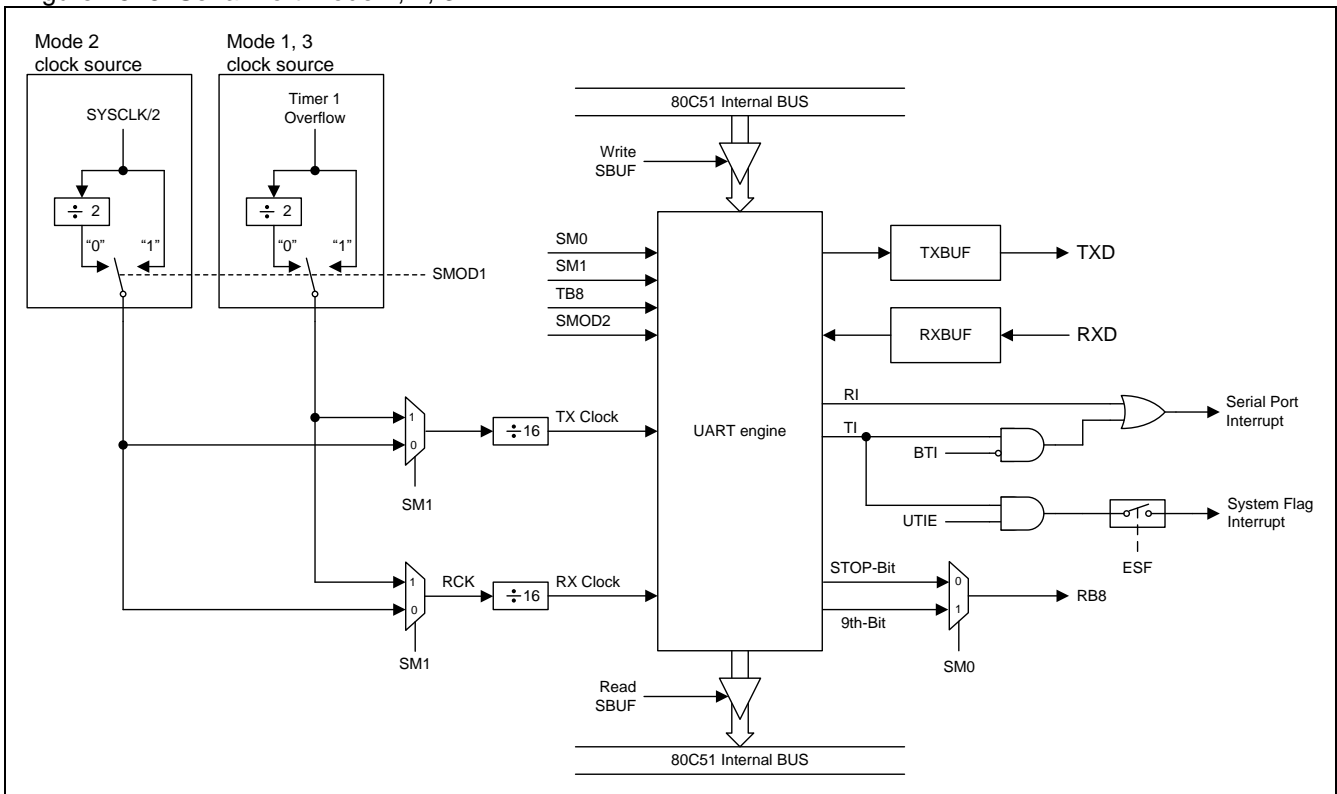 Mode 2
clock source
Mode 1, 3
clock source
SYSCLK/2
Timer 1
Overflow
÷ 2
÷ 2
“0”
“1”
“0”
“1”
SMOD1
80C51 Internal BUS
Write
SBUF
SM0
SM1
TB8
SMOD2
UART engine
TXBUF
TXD
RXBUF
RXD
RI
TI
BTI
Serial Port
Interrupt
UTIE
System Flag
Interrupt
ESF
1
0
SM1
÷16
TX Clock
1
0
SM1
RCK
÷16
RX Clock
STOP-Bit
9th-Bit
0
1
SM0
RB8
Read
SBUF
80C51 Internal BUS